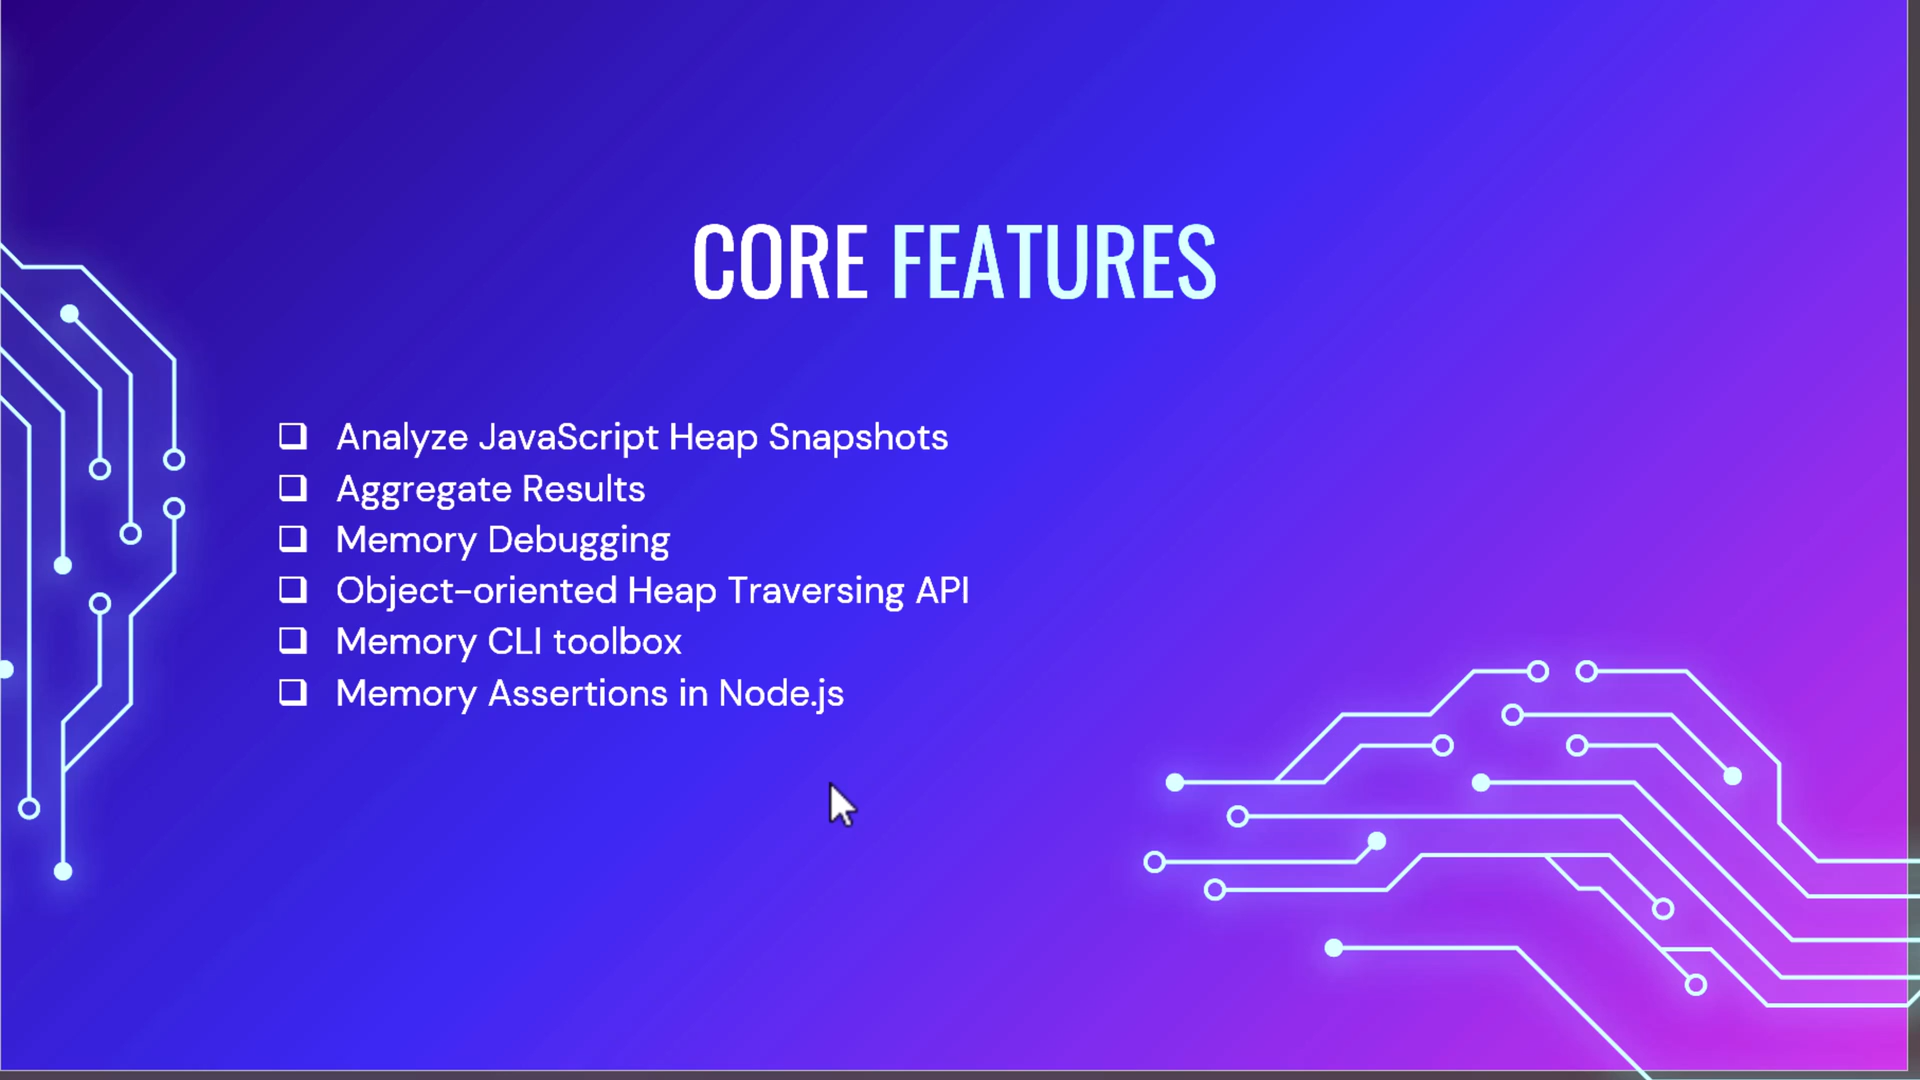 CORE FEATURES
❑ Analyze JavaScript Heap Snapshots
❑ Aggregate Results
❑ Memory Debugging
❑ Object-oriented Heap Traversing API
❑ Memory CLI toolbox
❑ Memory Assertions in Node.js